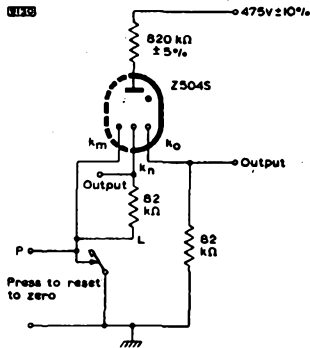 475V±10%
820 kΩ
±5%
Z504S
km
kn
ko
Output
Output
82
kΩ
L
82
kΩ
P
Press to reset
to zero